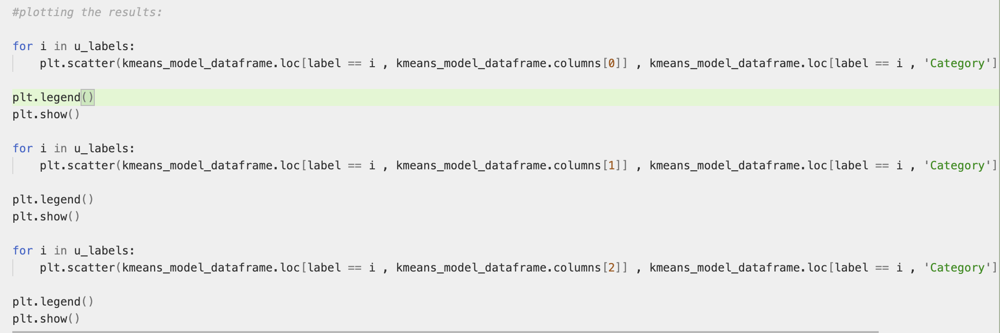 #plotting the results:
for i in u_labels:
    plt.scatter(kmeans_model_dataframe.loc[label == i , kmeans_model_dataframe.columns[0]] , kmeans_model_dataframe.loc[label == i , 'Category']
plt.legend()
plt.show()
for i in u_labels:
    plt.scatter(kmeans_model_dataframe.loc[label == i , kmeans_model_dataframe.columns[1]] , kmeans_model_dataframe.loc[label == i , 'Category']
plt.legend()
plt.show()
for i in u_labels:
    plt.scatter(kmeans_model_dataframe.loc[label == i , kmeans_model_dataframe.columns[2]] , kmeans_model_dataframe.loc[label == i , 'Category']
plt.legend()
plt.show()